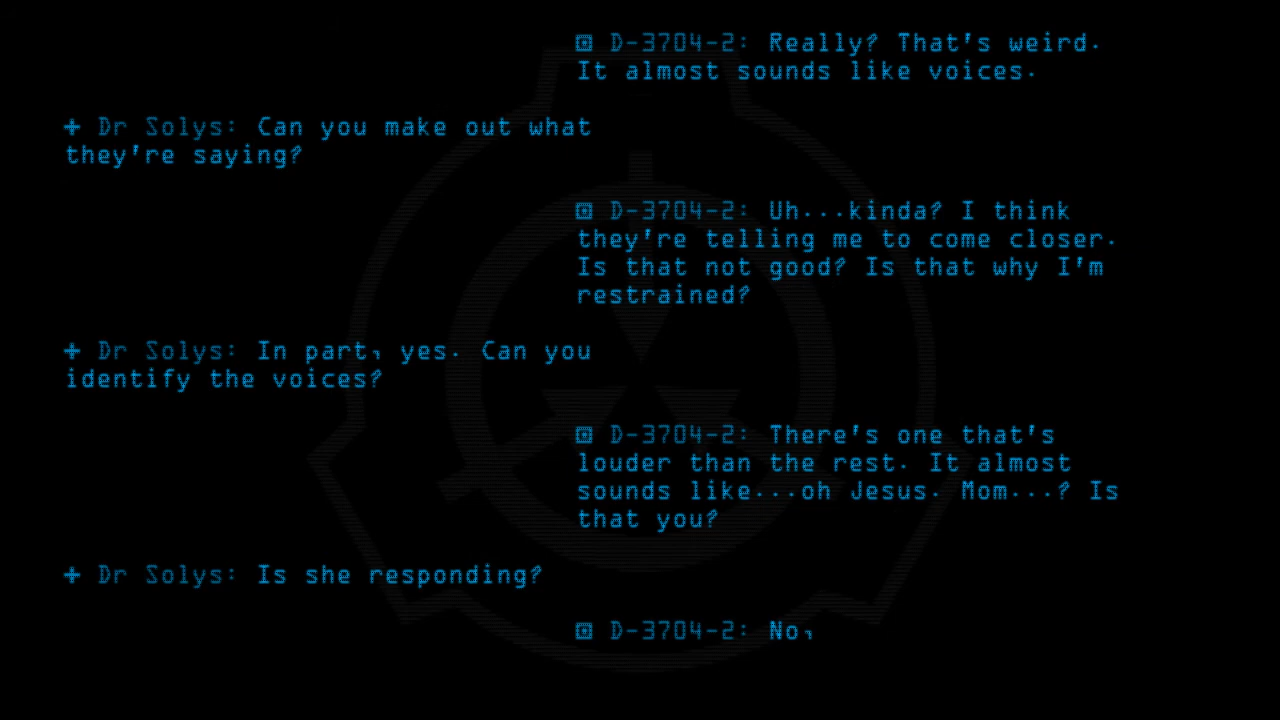 ⊡ D-3704-2: Really? That's weird.
It almost sounds like voices.
+ Dr Solys: Can you make out what
they're saying?
⊡ D-3704-2: Uh...kinda? I think
they're telling me to come closer.
Is that not good? Is that why I'm
restrained?
+ Dr Solys: In part, yes. Can you
identify the voices?
⊡ D-3704-2: There's one that's
louder than the rest. It almost
sounds like...oh Jesus. Mom...? Is
that you?
+ Dr Solys: Is she responding?
⊡ D-3704-2: No,